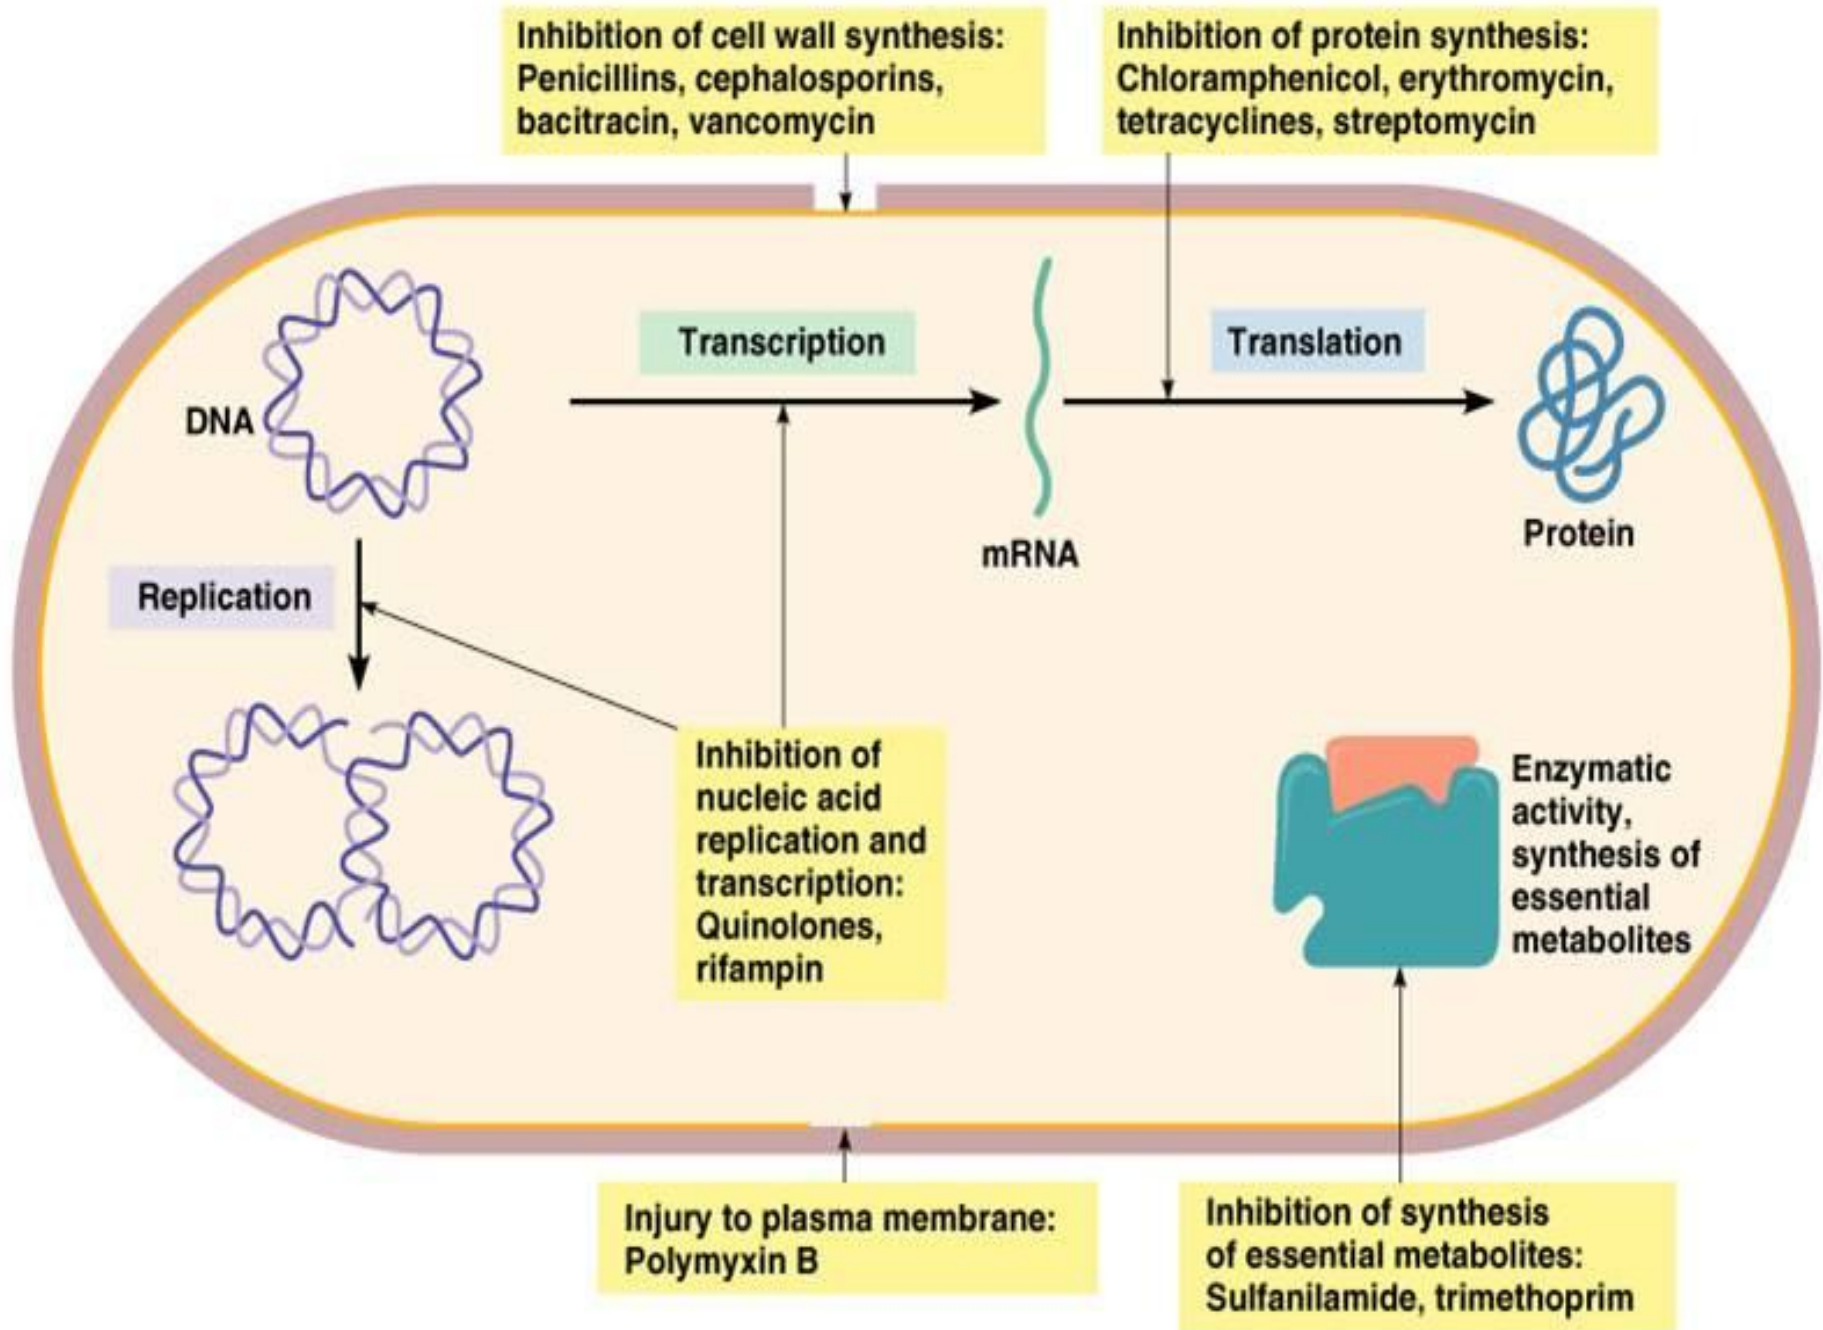 Inhibition of cell wall synthesis:
Penicillins, cephalosporins,
bacitracin, vancomycin
Inhibition of protein synthesis:
Chloramphenicol, erythromycin,
tetracyclines, streptomycin
Transcription
Translation
DNA
mRNA
Protein
Replication
Inhibition of
nucleic acid
replication and
transcription:
Quinolones,
rifampin
Enzymatic
activity,
synthesis of
essential
metabolites
Injury to plasma membrane:
Polymyxin B
Inhibition of synthesis
of essential metabolites:
Sulfanilamide, trimethoprim